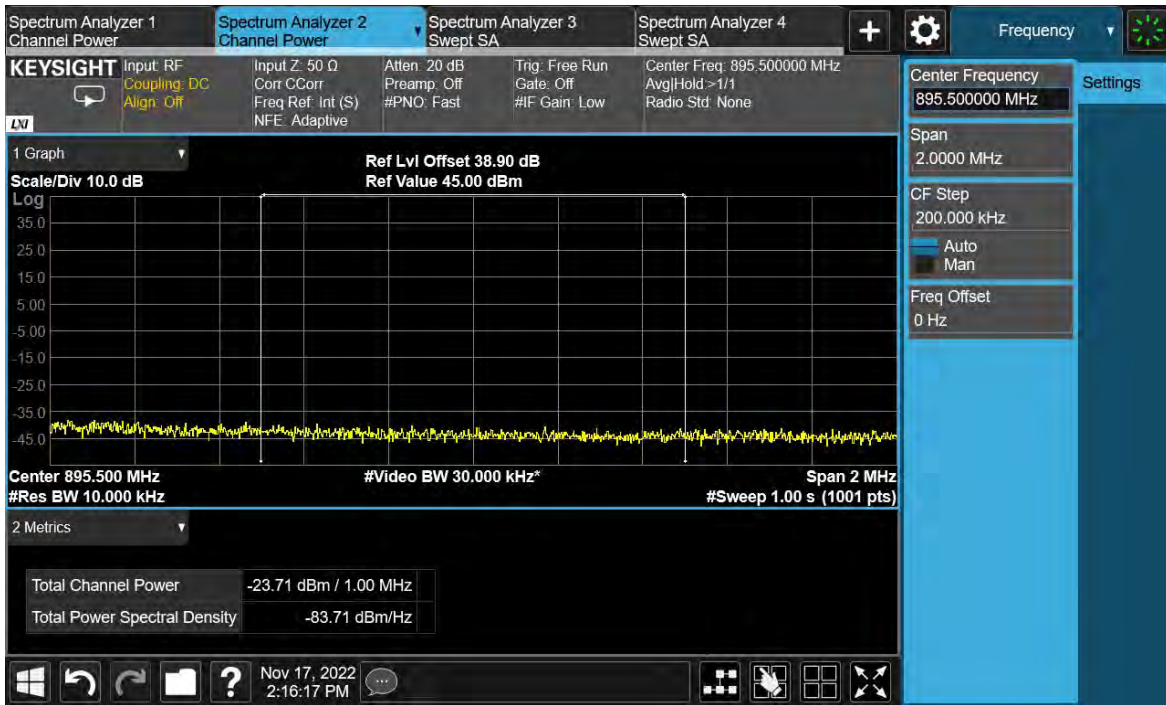 Spectrum Analyzer 1
Channel Power
Spectrum Analyzer 2
Channel Power
Spectrum Analyzer 3
Swept SA
Spectrum Analyzer 4
Swept SA
+
Frequency
KEYSIGHT
LXI
Input: RF
Coupling: DC
Align: Off
Input Z: 50 Ω
Corr CCorr
Freq Ref: Int (S)
NFE: Adaptive
Atten: 20 dB
Preamp: Off
#PNO: Fast
Trig: Free Run
Gate: Off
#IF Gain: Low
Center Freq: 895.500000 MHz
Avg|Hold:>1/1
Radio Std: None
Center Frequency
895.500000 MHz
Settings
Span
2.0000 MHz
CF Step
200.000 kHz
Auto
Man
Freq Offset
0 Hz
1 Graph
Scale/Div 10.0 dB
Ref Lvl Offset 38.90 dB
Ref Value 45.00 dBm
Log
35.0
25.0
15.0
5.00
-5.00
-15.0
-25.0
-35.0
-45.0
Center 895.500 MHz
#Res BW 10.000 kHz
#Video BW 30.000 kHz*
Span 2 MHz
#Sweep 1.00 s (1001 pts)
2 Metrics
Total Channel Power -23.71 dBm / 1.00 MHz
Total Power Spectral Density -83.71 dBm/Hz
?
Nov 17, 2022
2:16:17 PM